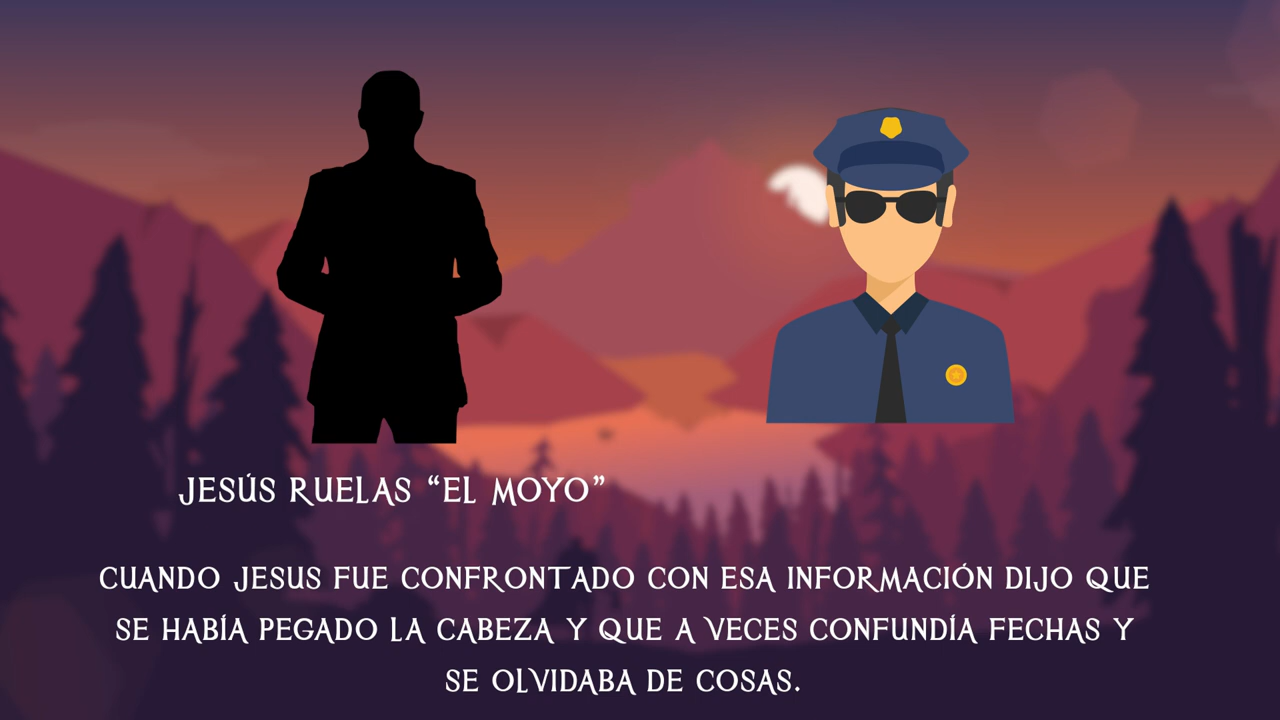 JESÚS RUELAS “EL MOYO”
CUANDO JESUS FUE CONFRONTADO CON ESA INFORMACIÓN DIJO QUE
SE HABÍA PEGADO LA CABEZA Y QUE A VECES CONFUNDÍA FECHAS Y
SE OLVIDABA DE COSAS.